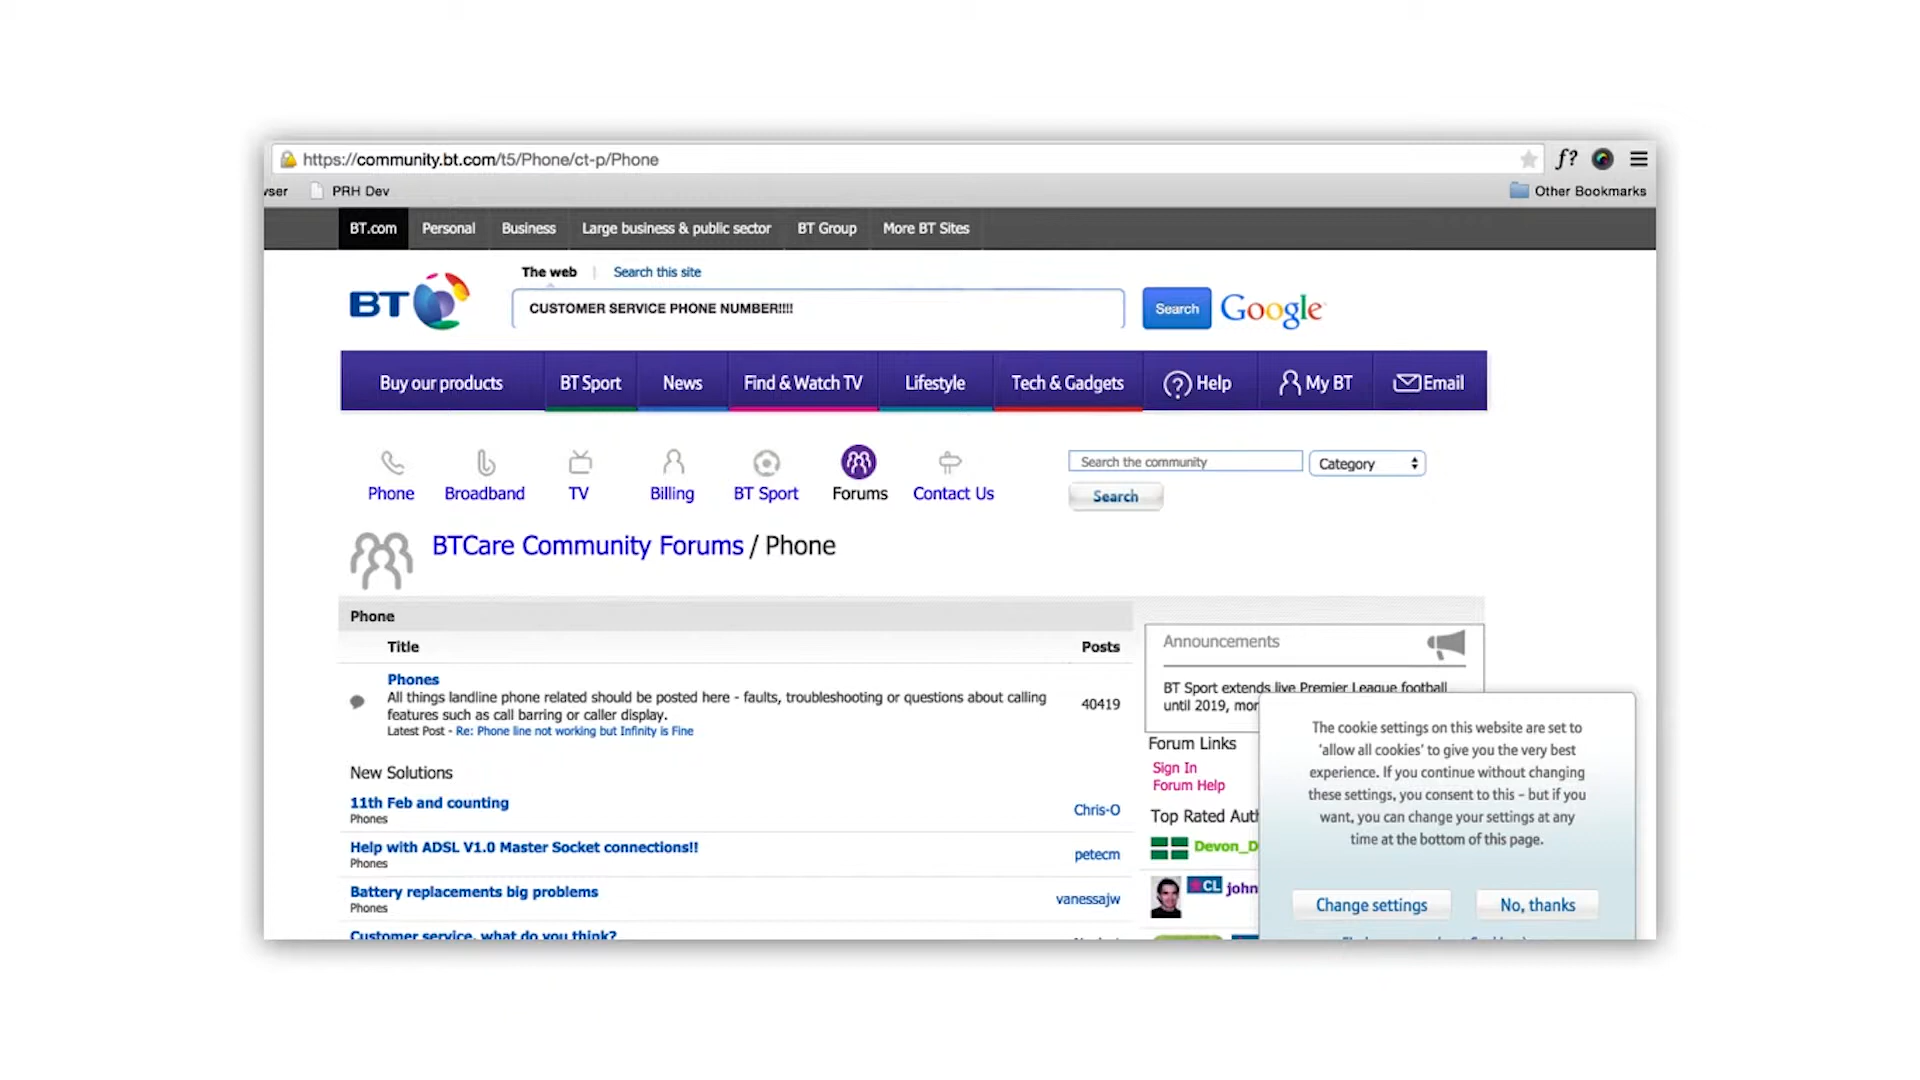 https://community.bt.com/t5/Phone/ct-p/Phone
f?
PRH Dev
Other Bookmarks
BT.com Personal Business Large business & public sector BT Group More BT Sites
The web | Search this site
BT
CUSTOMER SERVICE PHONE NUMBER!!!!
Search
Google
Buy our products BT Sport News Find & Watch TV Lifestyle Tech & Gadgets Help My BT Email
Phone Broadband TV Billing BT Sport Forums Contact Us
Search the community
Category
Search
BTCare Community Forums / Phone
Phone
Title Posts
Phones
All things landline phone related should be posted here - faults, troubleshooting or questions about calling
features such as call barring or caller display.
40419
Latest Post - Re: Phone line not working but Infinity is Fine
New Solutions
11th Feb and counting
Phones
Chris-O
Help with ADSL V1.0 Master Socket connections!!
Phones
petecm
Battery replacements big problems
Phones
vanessajw
Customer service, what do you think?
Announcements
BT Sport extends live Premier League football
until 2019,
Forum Links
Sign In
Forum Help
Top Rated
Devon_D
CL john
The cookie settings on this website are set to
'allow all cookies' to give you the very best
experience. If you continue without changing
these settings, you consent to this - but if you
want, you can change your settings at any
time at the bottom of this page.
Change settings
No, thanks